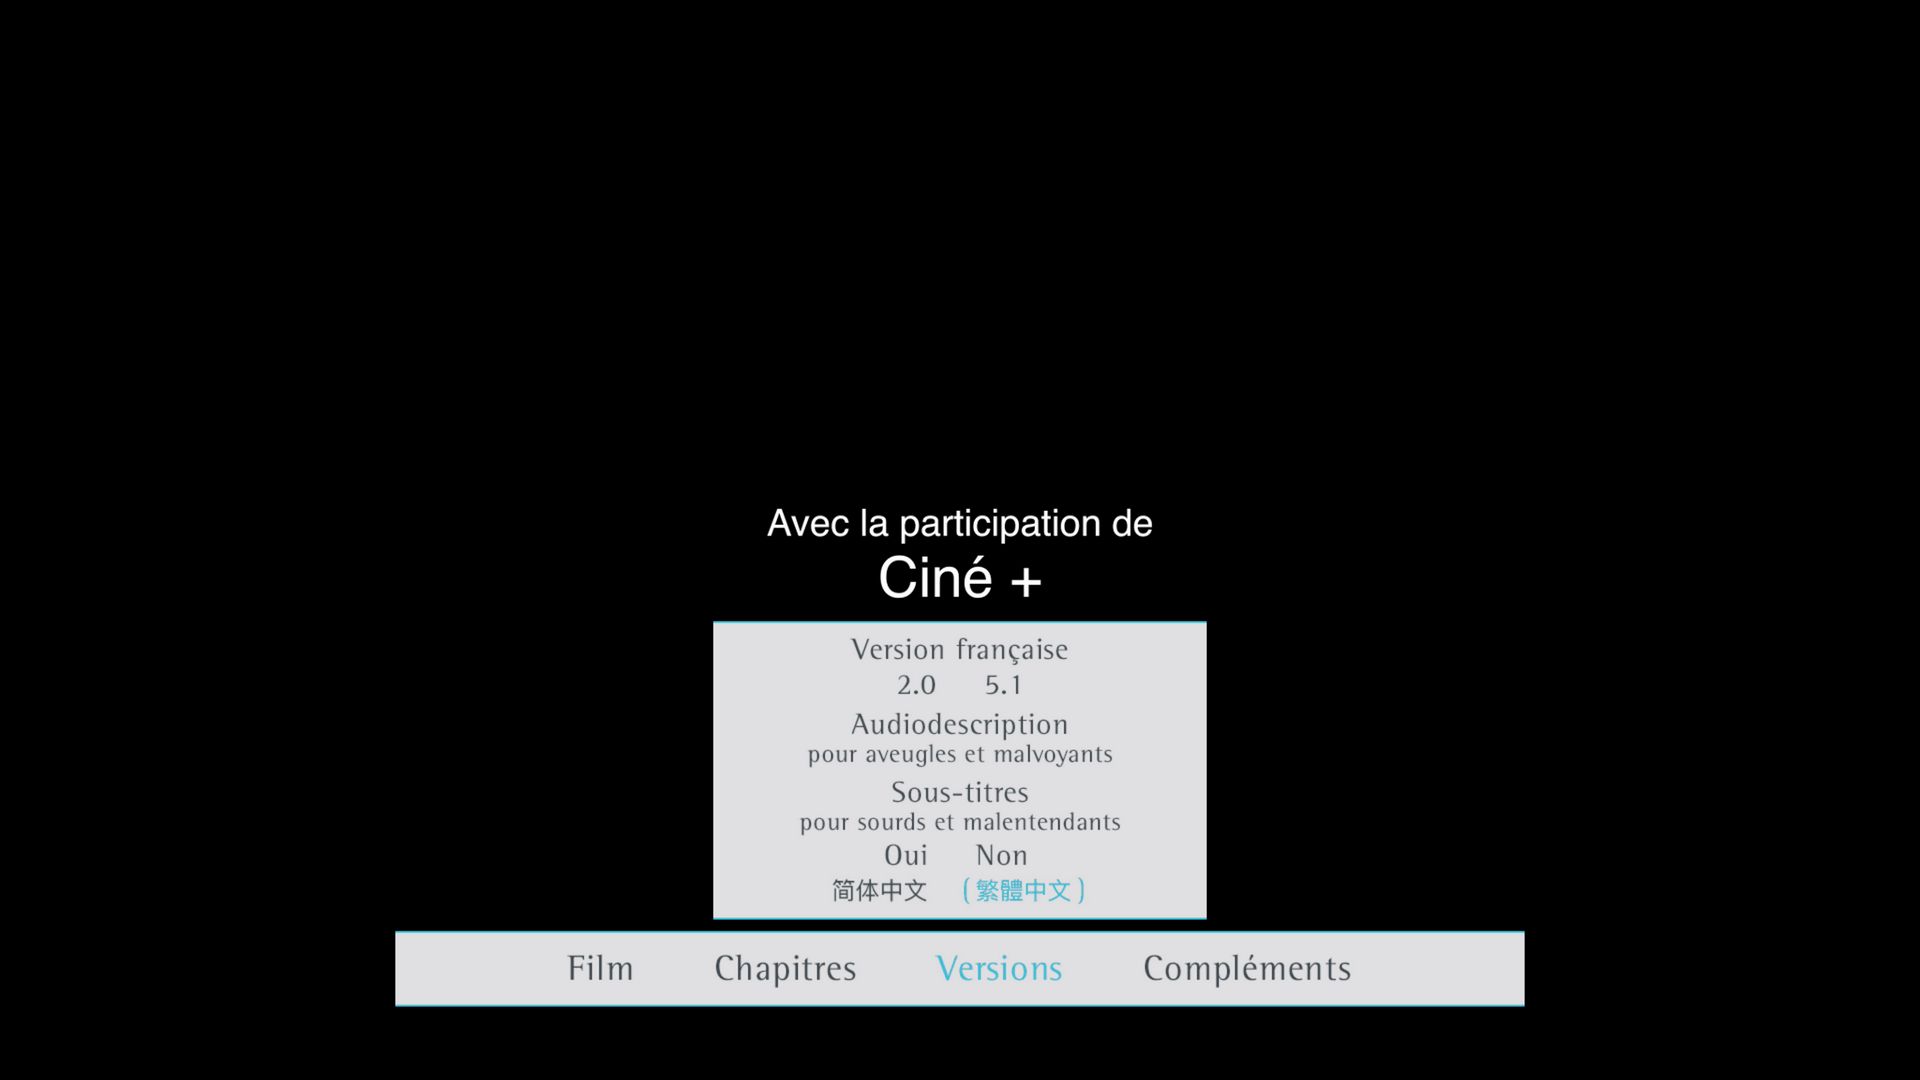 Avec la participation de
Ciné +
Version française
2.0 5.1
Audiodescription
pour aveugles et malvoyants
Sous-titres
pour sourds et malentendants
Oui Non
简体中文 (繁體中文)
Film Chapitres Versions Compléments